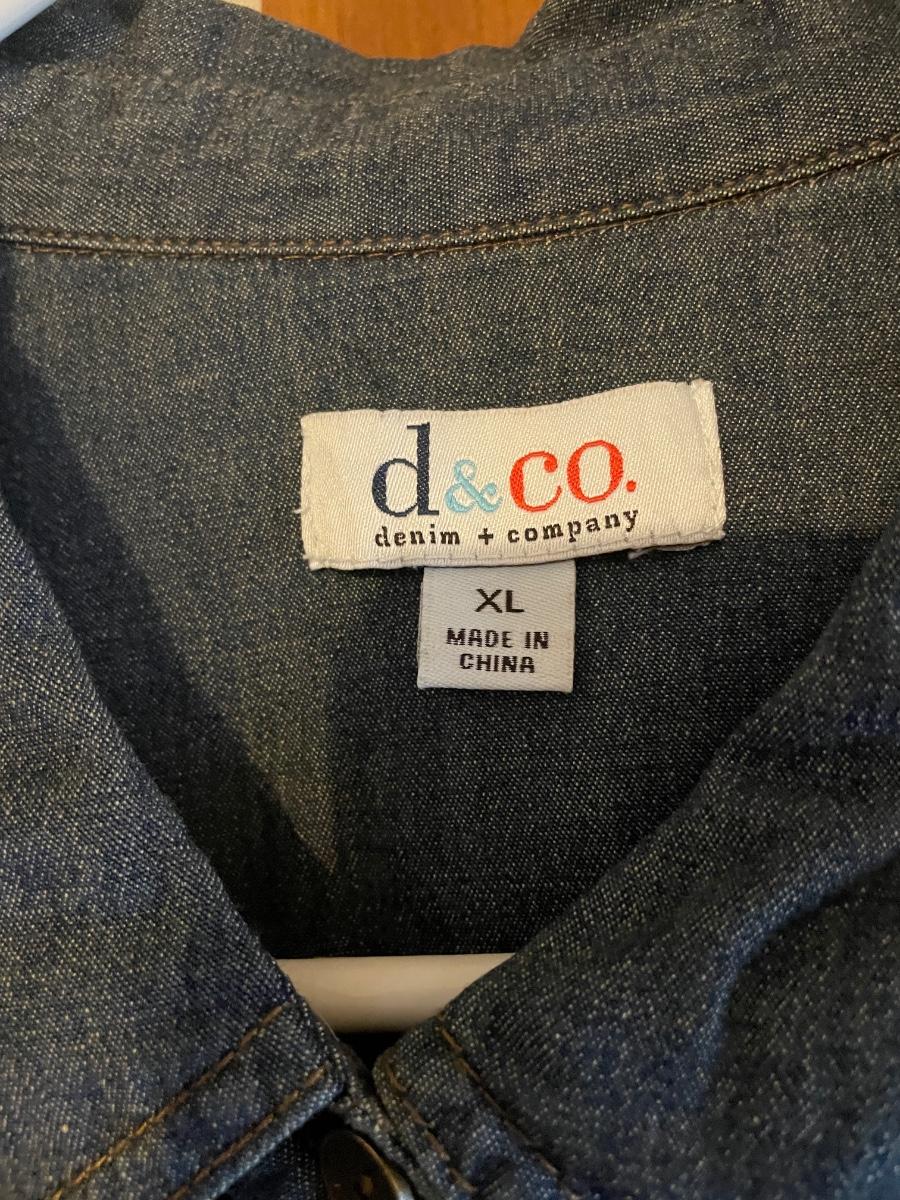 d&co.
denim + company
XL
MADE IN
CHINA